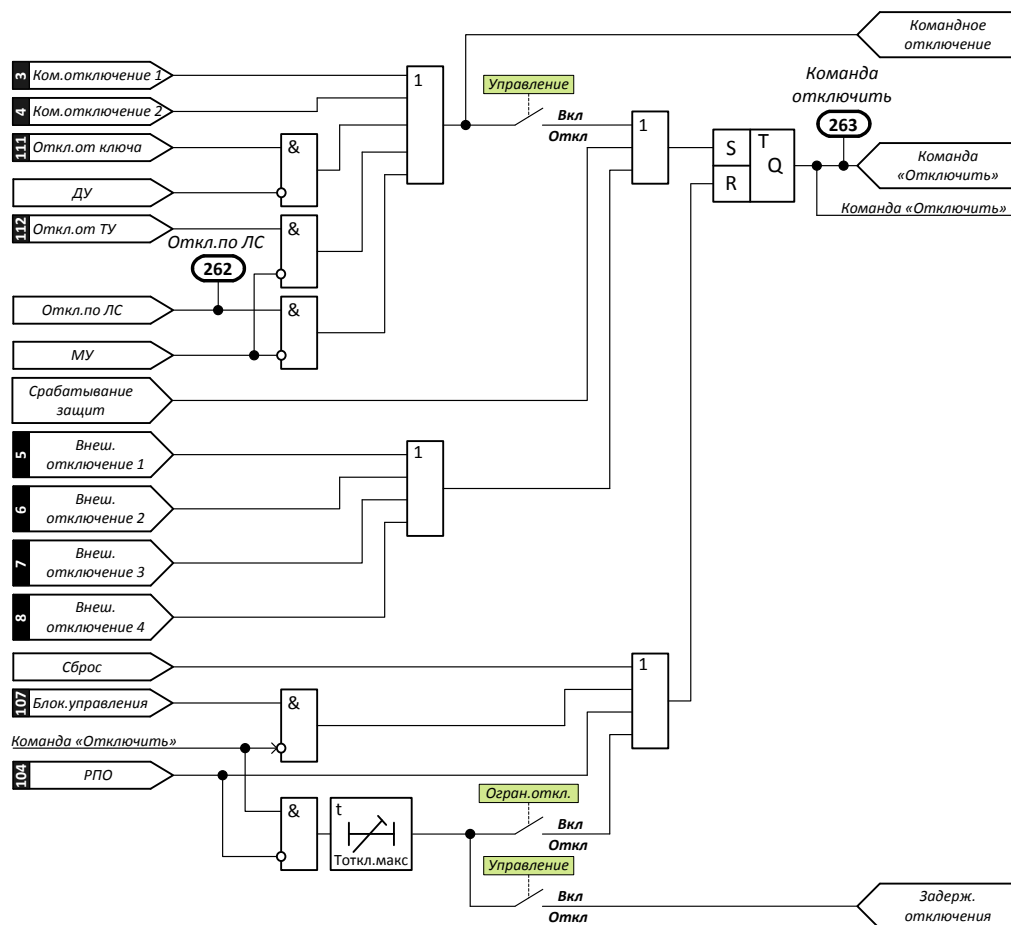 Командное
отключение
3 Ком.отключение 1
1
Управление
Команда
отключить
4 Ком.отключение 2
Вкл
Откл
263
111 Откл.от ключа
&
1
S
T
Q
R
Команда
«Отключить»
ДУ
Команда «Отключить»
112 Откл.от ТУ
&
Откл.по ЛС
262
Откл.по ЛС
&
МУ
Срабатывание
защит
5 Внеш.
отключение 1
1
6 Внеш.
отключение 2
7 Внеш.
отключение 3
8 Внеш.
отключение 4
Сброс
1
107 Блок.управления
&
Команда «Отключить»
104 РПО
Огран.откл.
&
t
Тоткл.макс
Вкл
Откл
Управление
Вкл
Откл
Задерж.
отключения